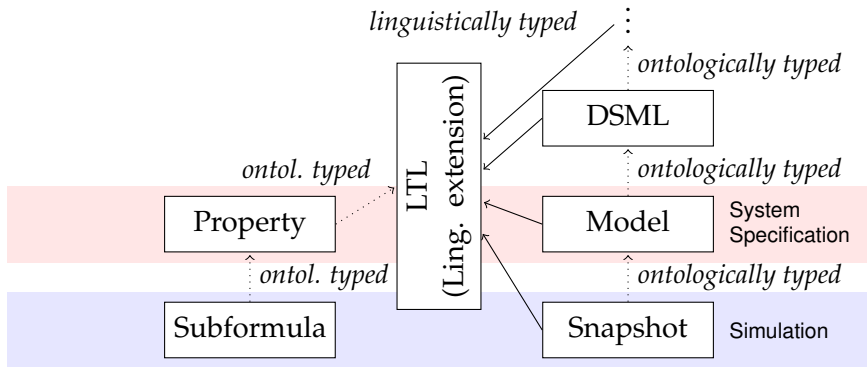 linguistically typed
⋮
ontologically typed
DSML
LTL
(Ling. extension)
ontol. typed
ontologically typed
Property
Model
System
Specification
ontol. typed
ontologically typed
Subformula
Snapshot
Simulation